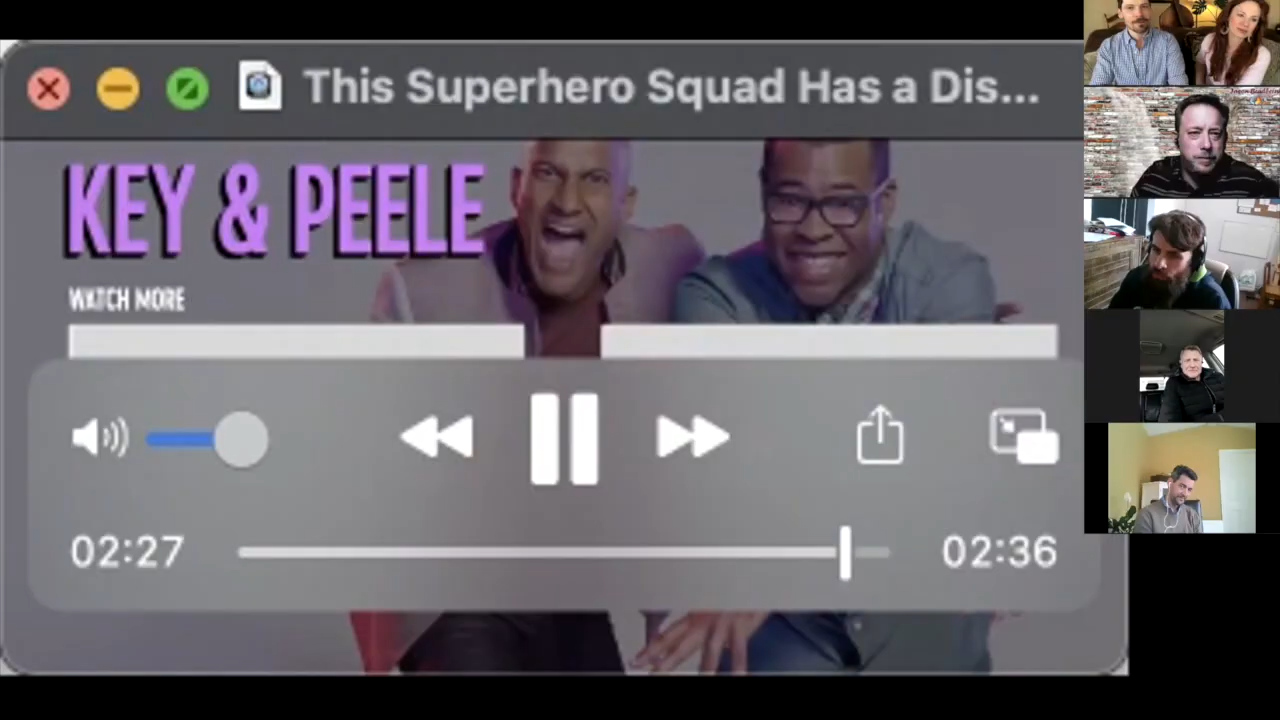 This Superhero Squad Has a Dis...
KEY & PEELE
WATCH MORE
02:27
02:36